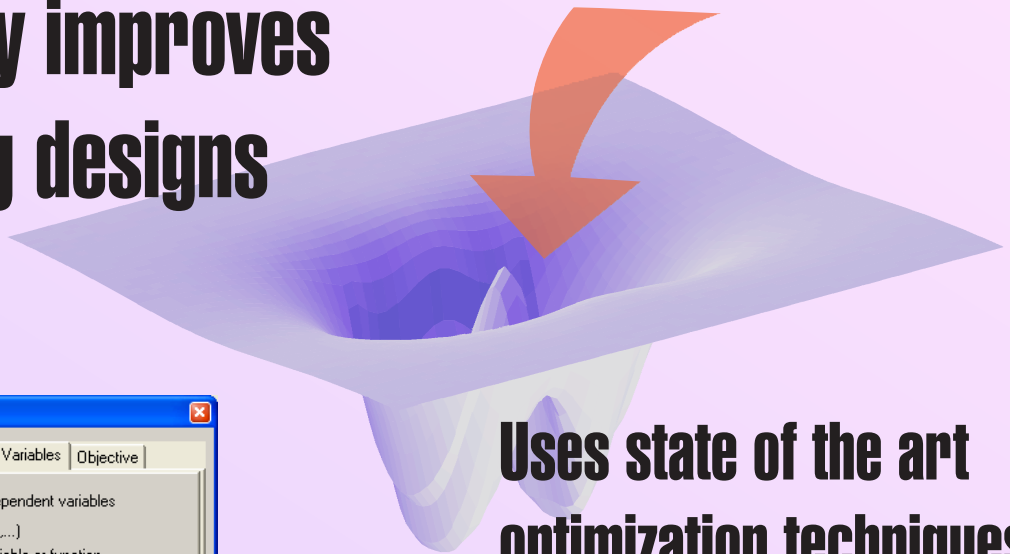 y improves
g designs
Variables Objective
pendent variables
,...)
Uses state of the art
optimization techniques